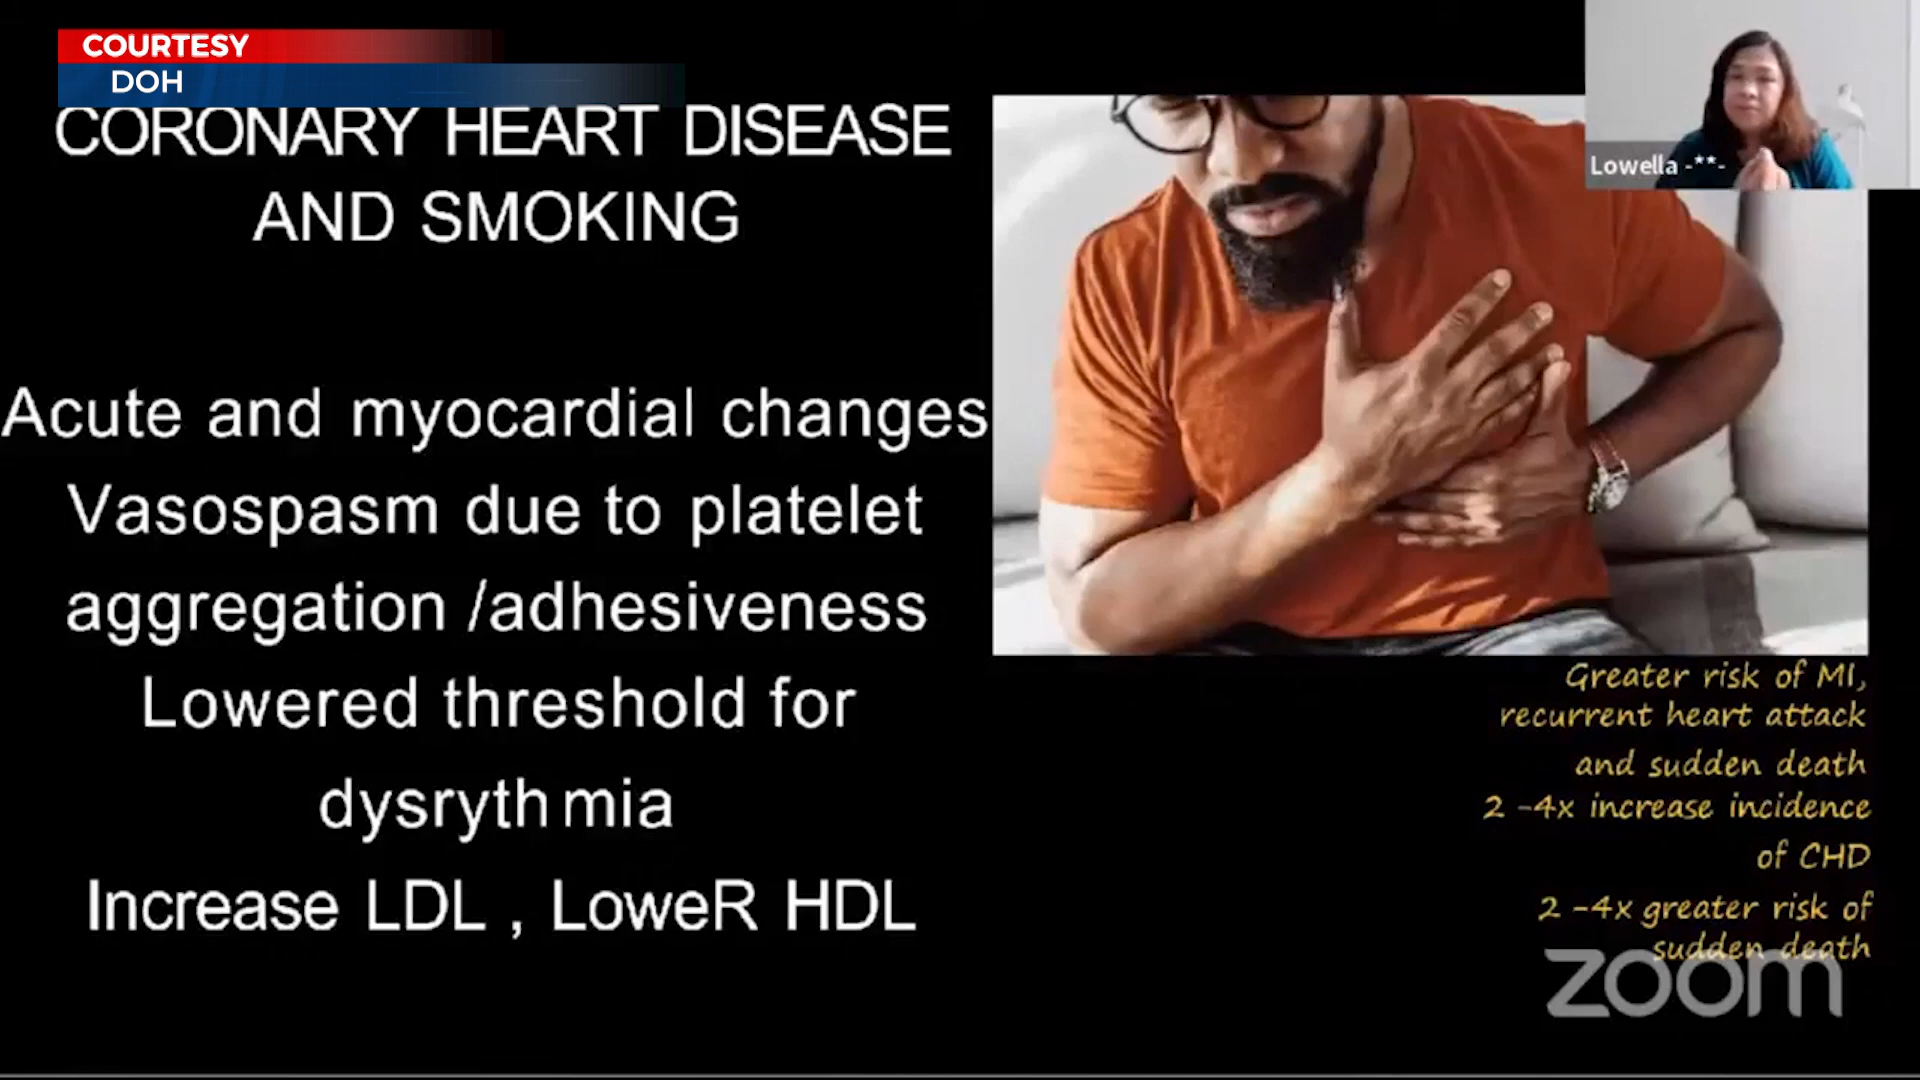 COURTESY
DOH
CORONARY HEART DISEASE
AND SMOKING
Acute and myocardial changes
Vasospasm due to platelet
aggregation /adhesiveness
Lowered threshold for
dysrythmia
Increase LDL , LoweR HDL
Lowella -**-
Greater risk of MI,
recurrent heart attack
and sudden death
2 -4x increase incidence
of CHD
2 -4x greater risk of
sudden death
zoom